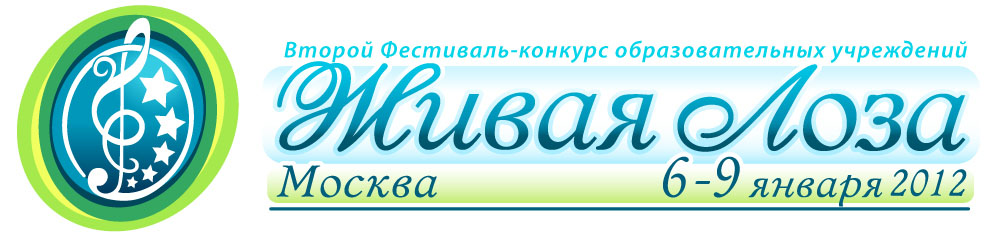 Второй Фестиваль-конкурс образовательных учреждений
Живая Лоза
Москва 6-9 января 2012